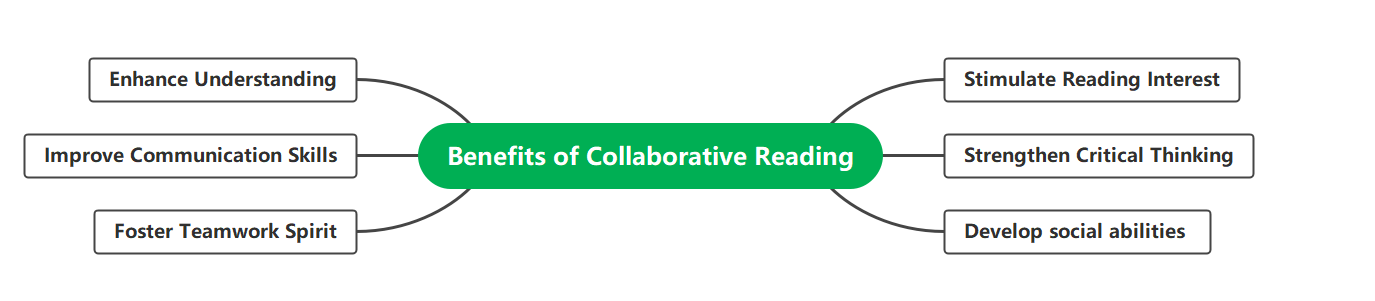 Enhance Understanding
Improve Communication Skills
Foster Teamwork Spirit
Benefits of Collaborative Reading
Stimulate Reading Interest
Strengthen Critical Thinking
Develop social abilities